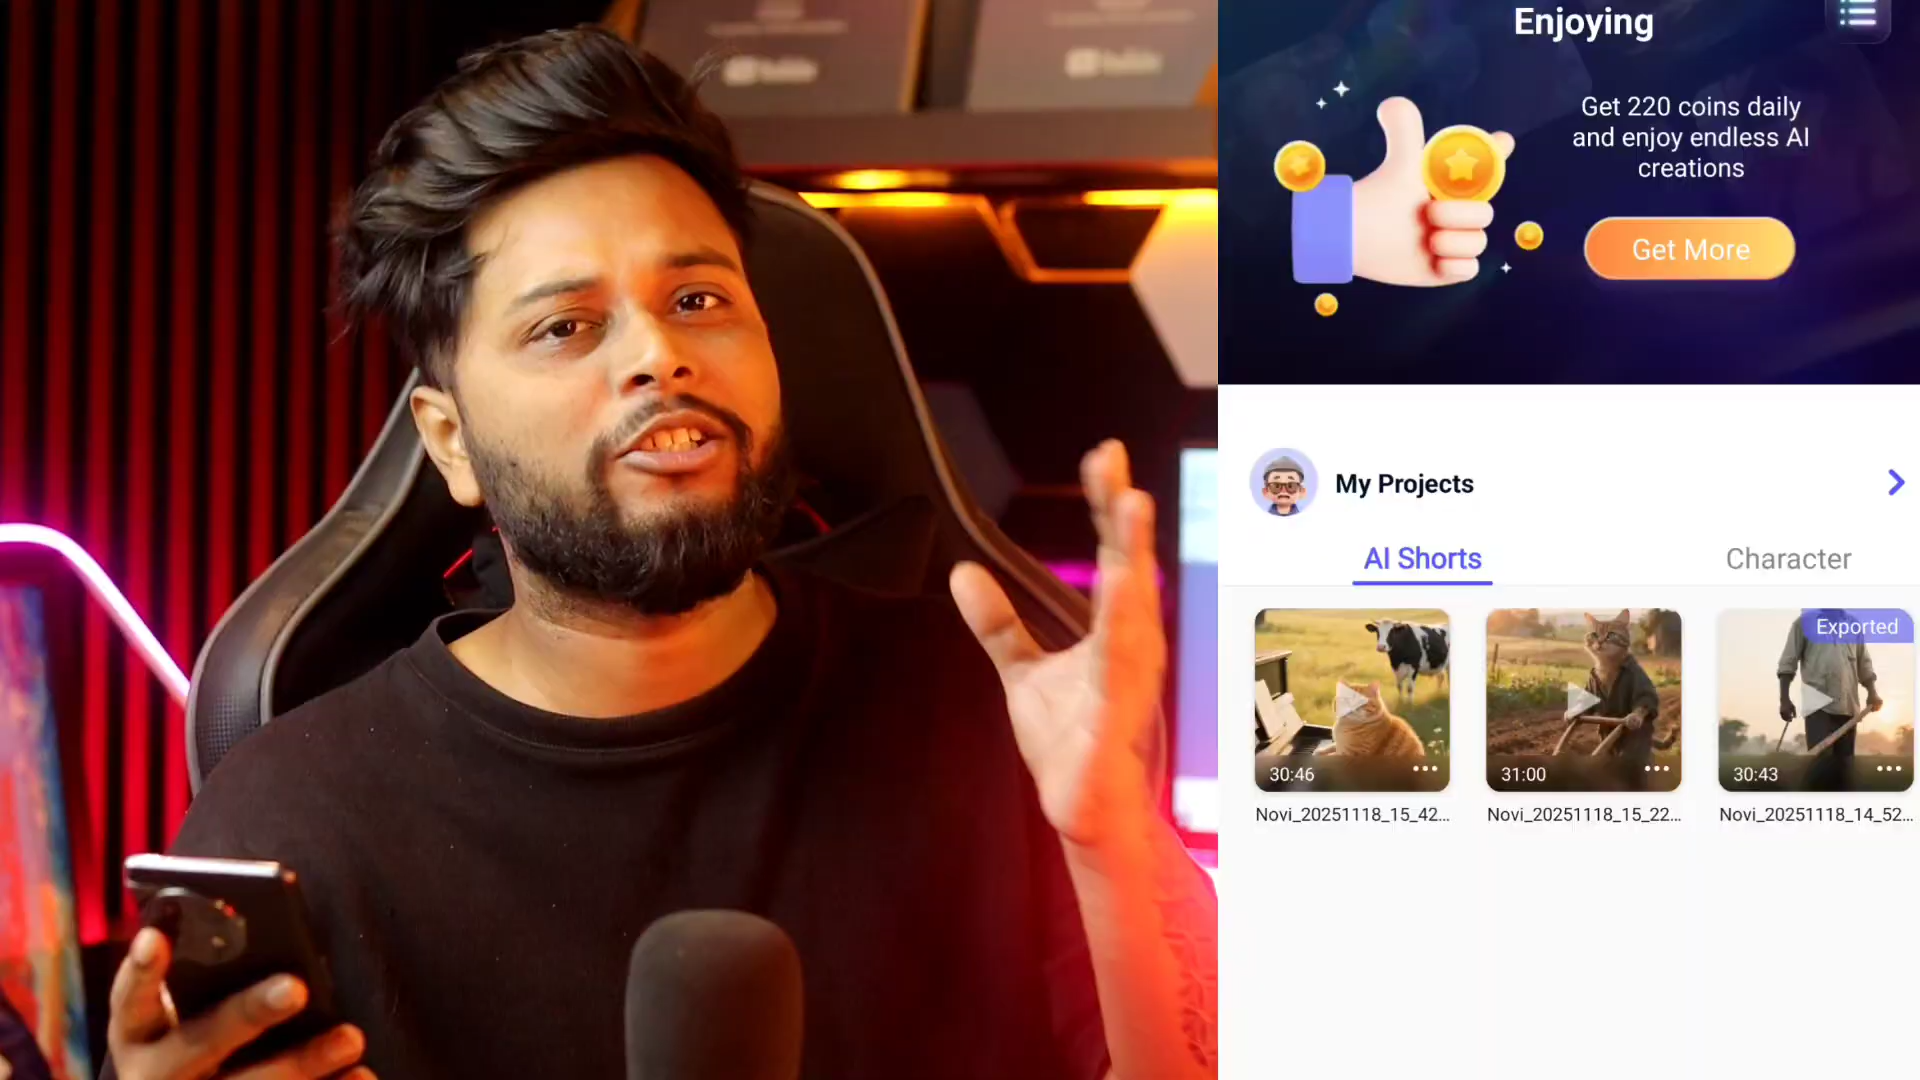 Enjoying
Get 220 coins daily
and enjoy endless AI
creations
Get More
My Projects
AI Shorts
Character
Exported
30:46
31:00
30:43
Novi_20251118_15_42...
Novi_20251118_15_22...
Novi_20251118_14_52...